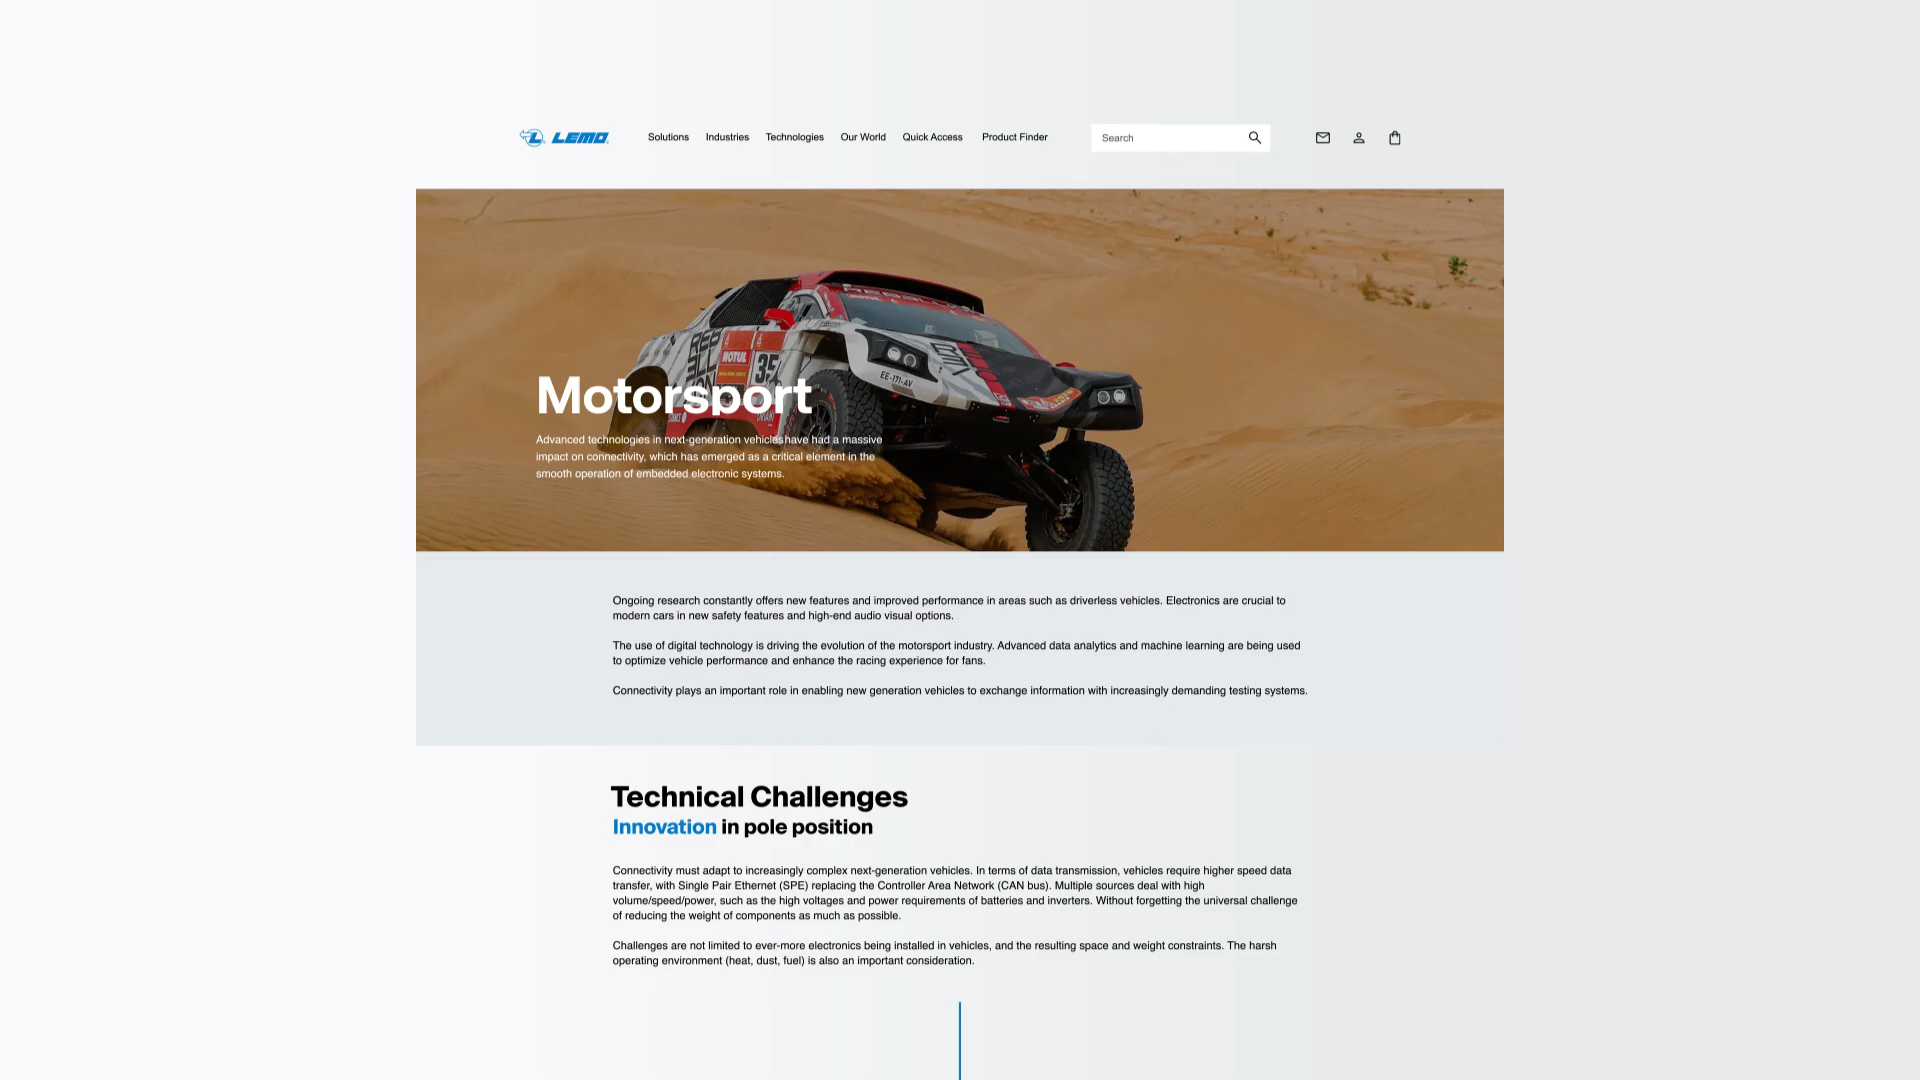 LEMO
Solutions Industries Technologies Our World Quick Access Product Finder
Search
REBELLION
MOTUL
35
EE-171-AV
Motorsport
Advanced technologies in next-generation vehicles have had a massive
impact on connectivity, which has emerged as a critical element in the
smooth operation of embedded electronic systems.
Ongoing research constantly offers new features and improved performance in areas such as driverless vehicles. Electronics are crucial to
modern cars in new safety features and high-end audio visual options.
The use of digital technology is driving the evolution of the motorsport industry. Advanced data analytics and machine learning are being used
to optimize vehicle performance and enhance the racing experience for fans.
Connectivity plays an important role in enabling new generation vehicles to exchange information with increasingly demanding testing systems.
Technical Challenges
Innovation in pole position
Connectivity must adapt to increasingly complex next-generation vehicles. In terms of data transmission, vehicles require higher speed data
transfer, with Single Pair Ethernet (SPE) replacing the Controller Area Network (CAN bus). Multiple sources deal with high
volume/speed/power, such as the high voltages and power requirements of batteries and inverters. Without forgetting the universal challenge
of reducing the weight of components as much as possible.
Challenges are not limited to ever-more electronics being installed in vehicles, and the resulting space and weight constraints. The harsh
operating environment (heat, dust, fuel) is also an important consideration.